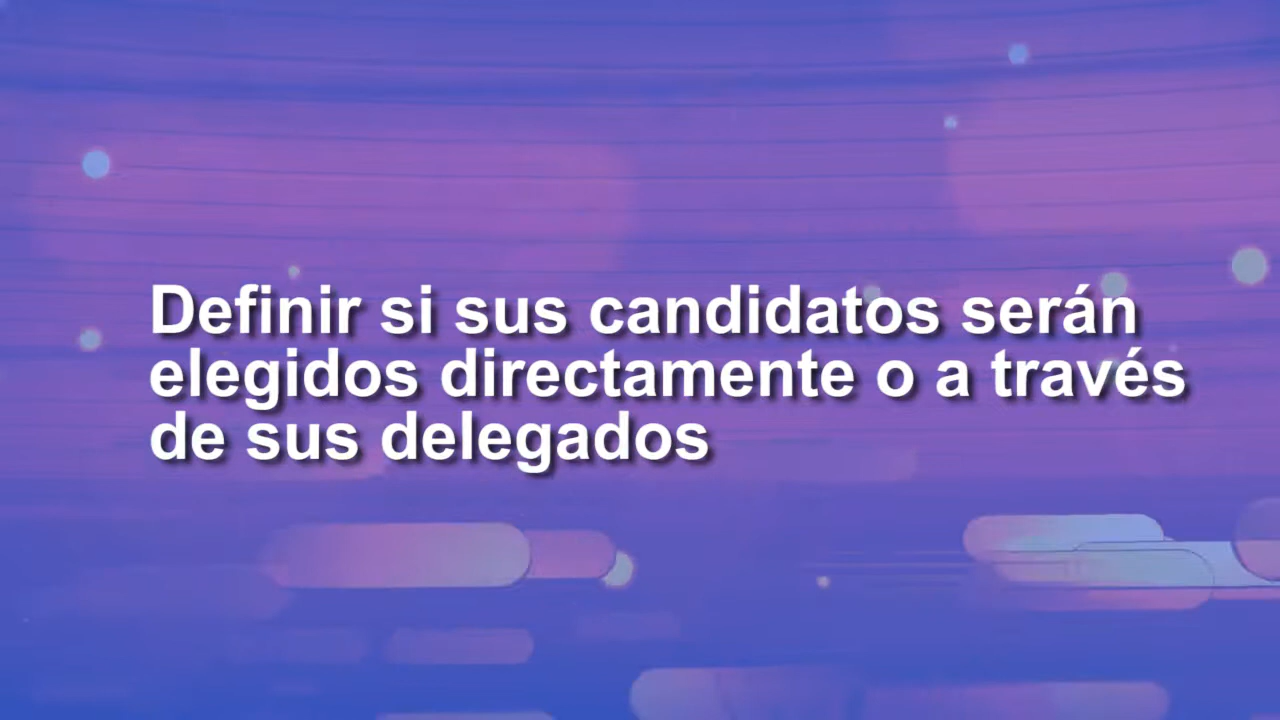 Definir si sus candidatos serán
elegidos directamente o a través
de sus delegados